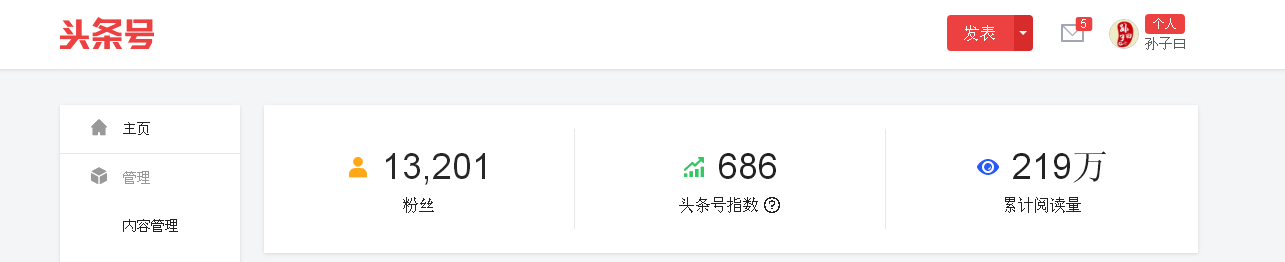 头条号
发表
5
个人
孙子曰
主页
管理
内容管理
13,201
粉丝
686
头条号指数 ?
219万
累计阅读量